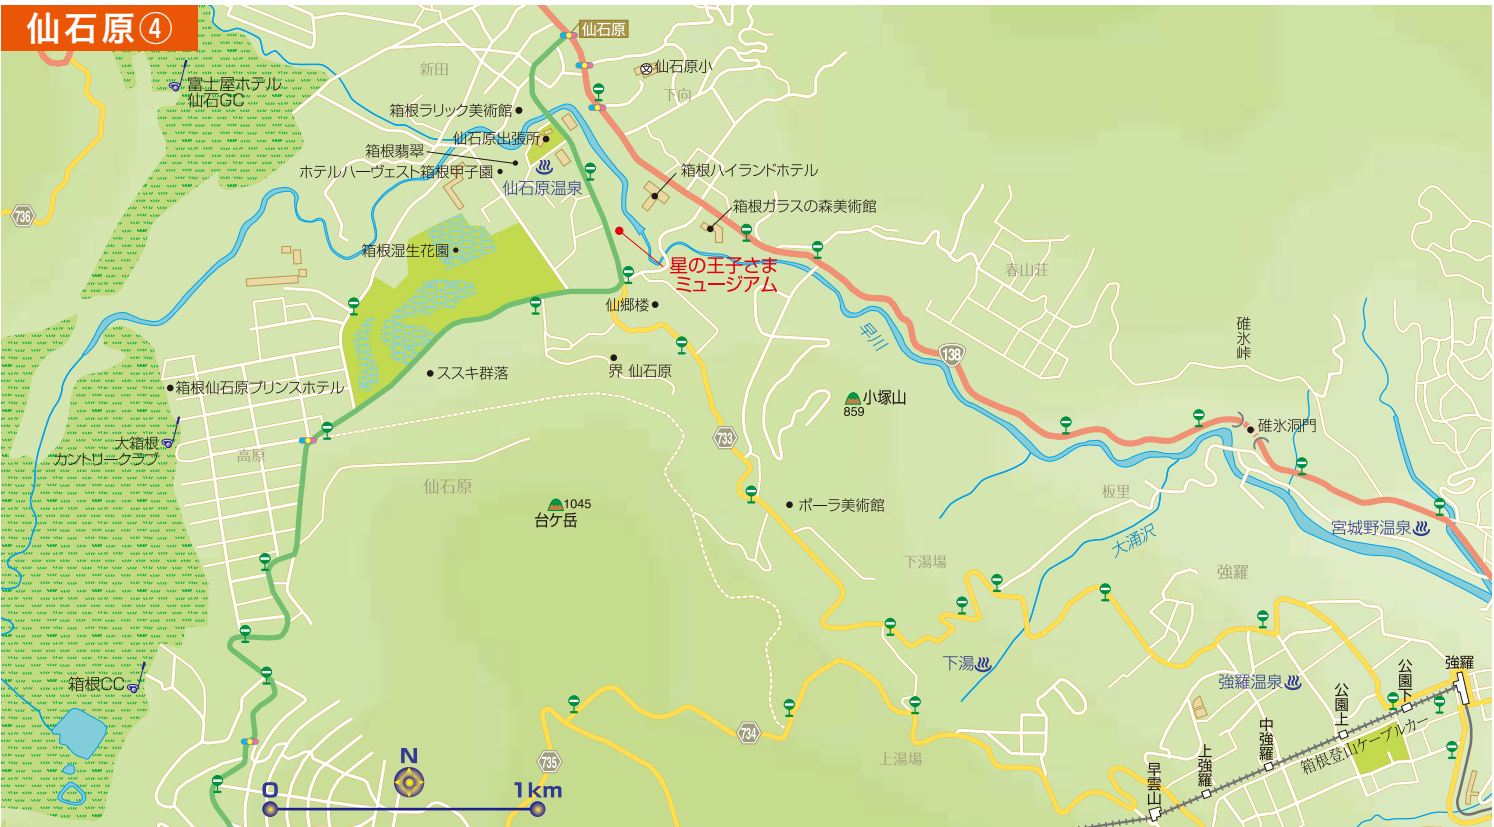 仙石原④
仙石原
新田
仙石原小
下向
富士屋ホテル
仙石GC
箱根ラリック美術館
仙石原出張所
箱根翡翠
ホテルハーヴェスト箱根甲子園
仙石原温泉
箱根ハイランドホテル
箱根ガラスの森美術館
736
箱根湿生花園
星の王子さま
ミュージアム
春山荘
仙郷楼
早川
碓氷峠
138
ススキ群落
界 仙石原
箱根仙石原プリンスホテル
小塚山
859
大箱根
カントリークラブ
高原
733
碓氷洞門
仙石原
1045
台ケ岳
ポーラ美術館
板里
大涌沢
宮城野温泉
下湯場
強羅
下湯
箱根CC
強羅温泉
公園下
強羅
公園上
中強羅
上強羅
早雲山
箱根登山ケーブルカー
734
735
上湯場
N
0
1km